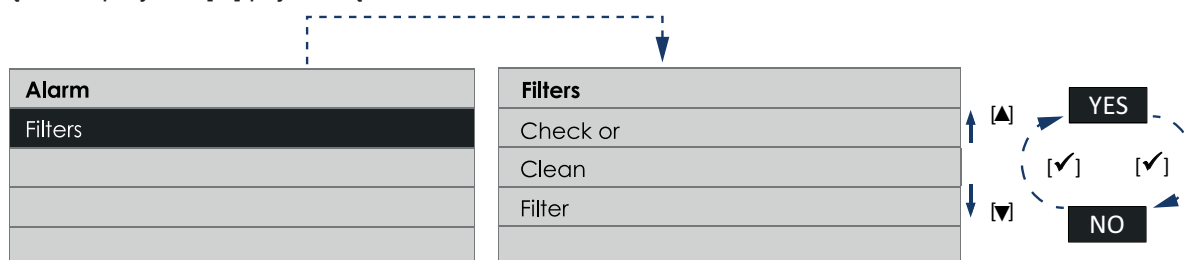 Alarm
Filters
Filters
Check or
Clean
Filter
[▲]
[▼]
YES
[✔] [✔]
NO